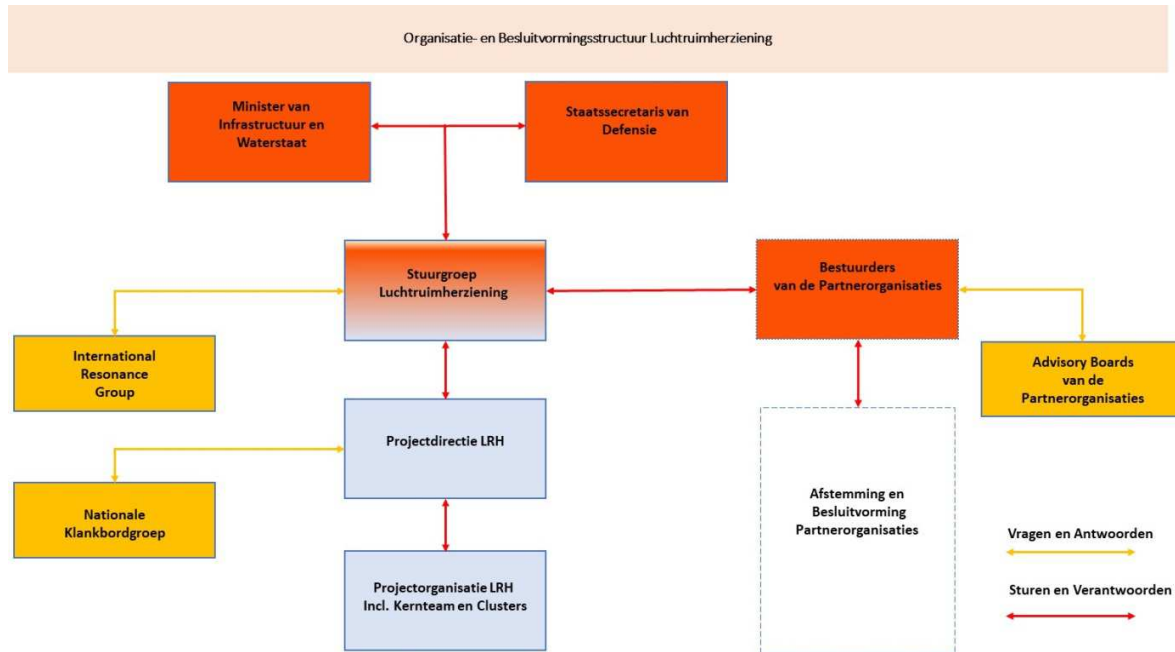 Organisatie- en Besluitvormingsstructuur Luchtruimherziening
Minister van
Infrastructuur en
Waterstaat
Staatssecretaris van
Defensie
Stuurgroep
Luchtruimherziening
Bestuurders
van de Partnerorganisaties
International
Resonance
Group
Advisory Boards
van de
Partnerorganisaties
Projectdirectie LRH
Nationale
Klankbordgroep
Afstemming en
Besluitvorming
Partnerorganisaties
Projectorganisatie LRH
Incl. Kernteam en Clusters
Vragen en Antwoorden
Sturen en Verantwoorden